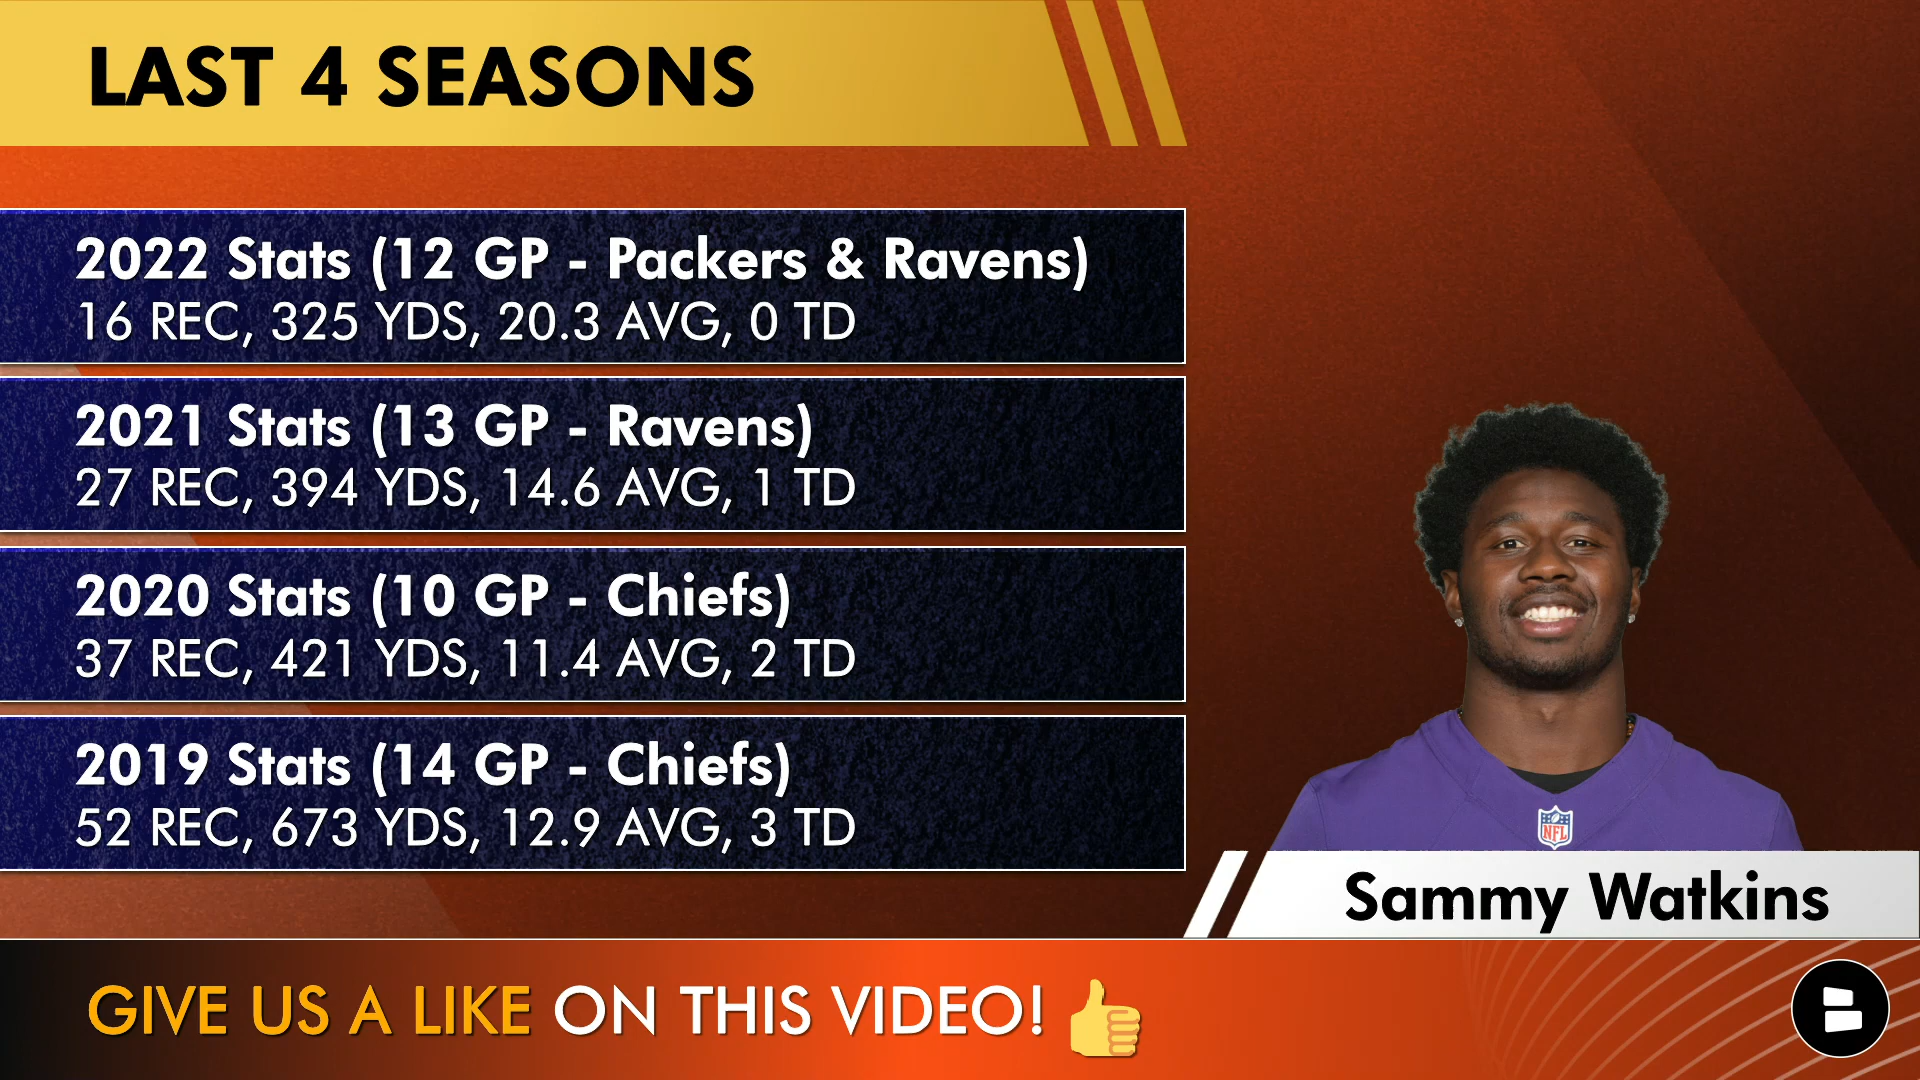 LAST 4 SEASONS
2022 Stats (12 GP - Packers & Ravens)
16 REC, 325 YDS, 20.3 AVG, 0 TD
2021 Stats (13 GP - Ravens)
27 REC, 394 YDS, 14.6 AVG, 1 TD
2020 Stats (10 GP - Chiefs)
37 REC, 421 YDS, 11.4 AVG, 2 TD
2019 Stats (14 GP - Chiefs)
52 REC, 673 YDS, 12.9 AVG, 3 TD
NFL
Sammy Watkins
GIVE US A LIKE ON THIS VIDEO!